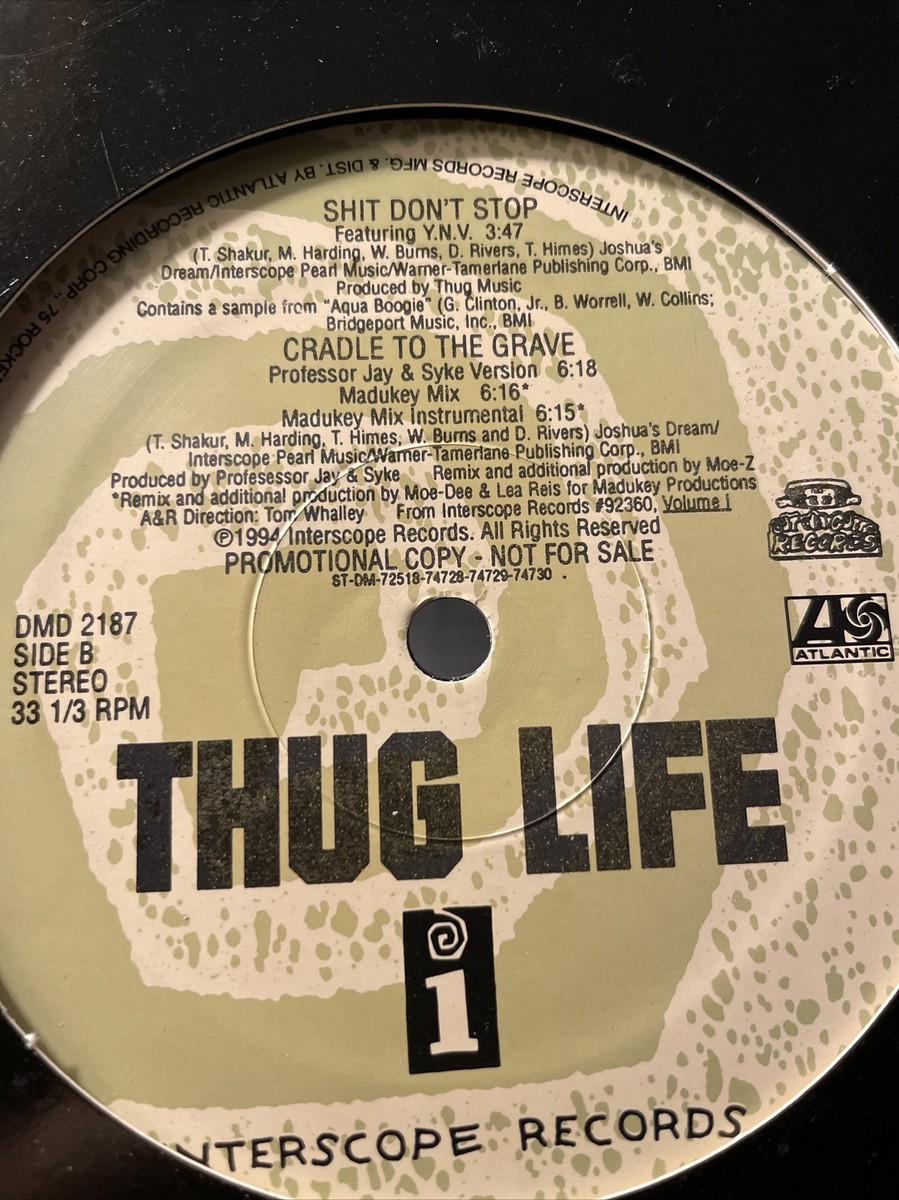 INTERSCOPE RECORDS MFG. & DIST. BY ATLANTIC RECORDING CORP., 75
SHIT DON'T STOP
Featuring Y.N.V. 3:47
(T. Shakur, M. Harding, W. Burns, D. Rivers, T. Himes) Joshua's
Dream/Interscope Pearl Music/Warner-Tamerlane Publishing Corp., BMI
Produced by Thug Music
Contains a sample from "Aqua Boogie" (G. Clinton, Jr., B. Worrell, W. Collins;
Bridgeport Music, Inc., BMI
CRADLE TO THE GRAVE
Professor Jay & Syke Version 6:18
Madukey Mix 6:16*
Madukey Mix Instrumental 6:15*
(T. Shakur, M. Harding, T. Himes, W. Burns and D. Rivers) Joshua's Dream/
Interscope Pearl Music/Warner-Tamerlane Publishing Corp., BMI
Produced by Profesessor Jay & Syke Remix and additional production by Moe-Z
*Remix and additional production by Moe-Dee & Lea Reis for Madukey Productions
A&R Direction: Tom Whalley From Interscope Records #92360, Volume i
℗1994 Interscope Records. All Rights Reserved
PROMOTIONAL COPY - NOT FOR SALE
ST-DM-72518-74728-74729-74730 .
RECORDS
DMD 2187
SIDE B
STEREO
33 1/3 RPM
ATLANTIC
THUG LIFE
i
INTERSCOPE RECORDS